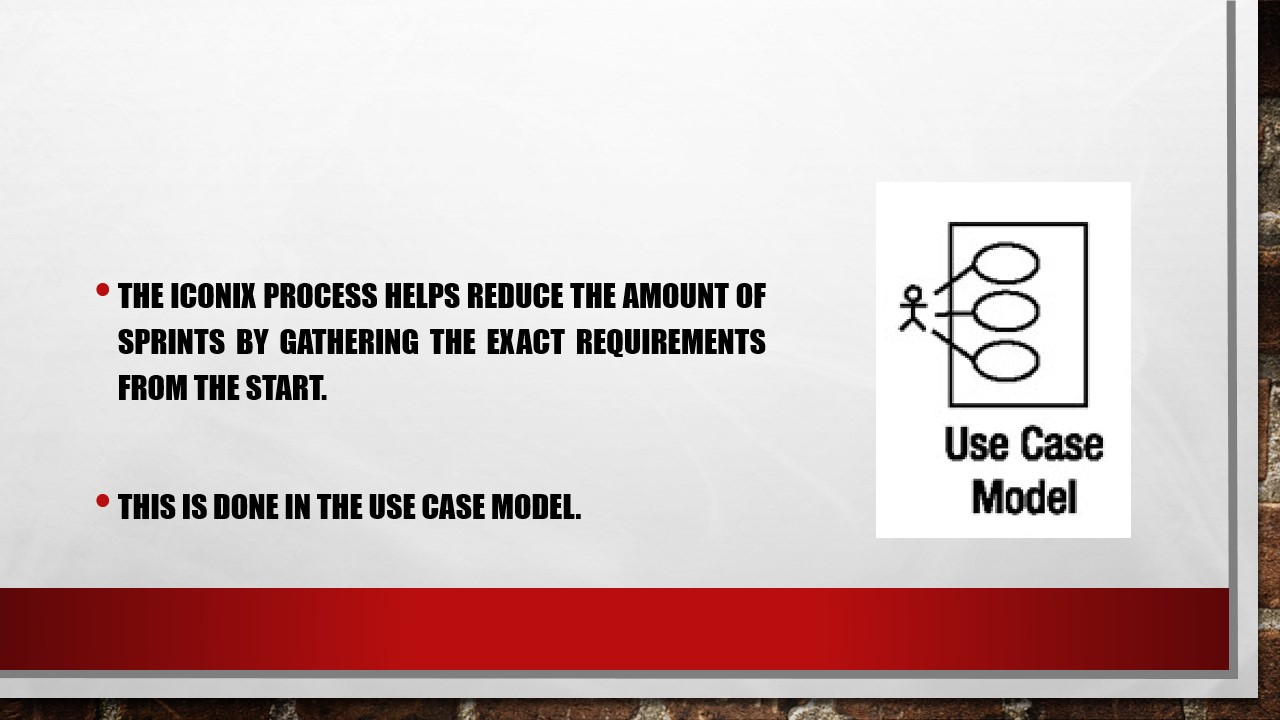 THE ICONIX PROCESS HELPS REDUCE THE AMOUNT OF
SPRINTS BY GATHERING THE EXACT REQUIREMENTS
FROM THE START.
THIS IS DONE IN THE USE CASE MODEL.
Use Case
Model